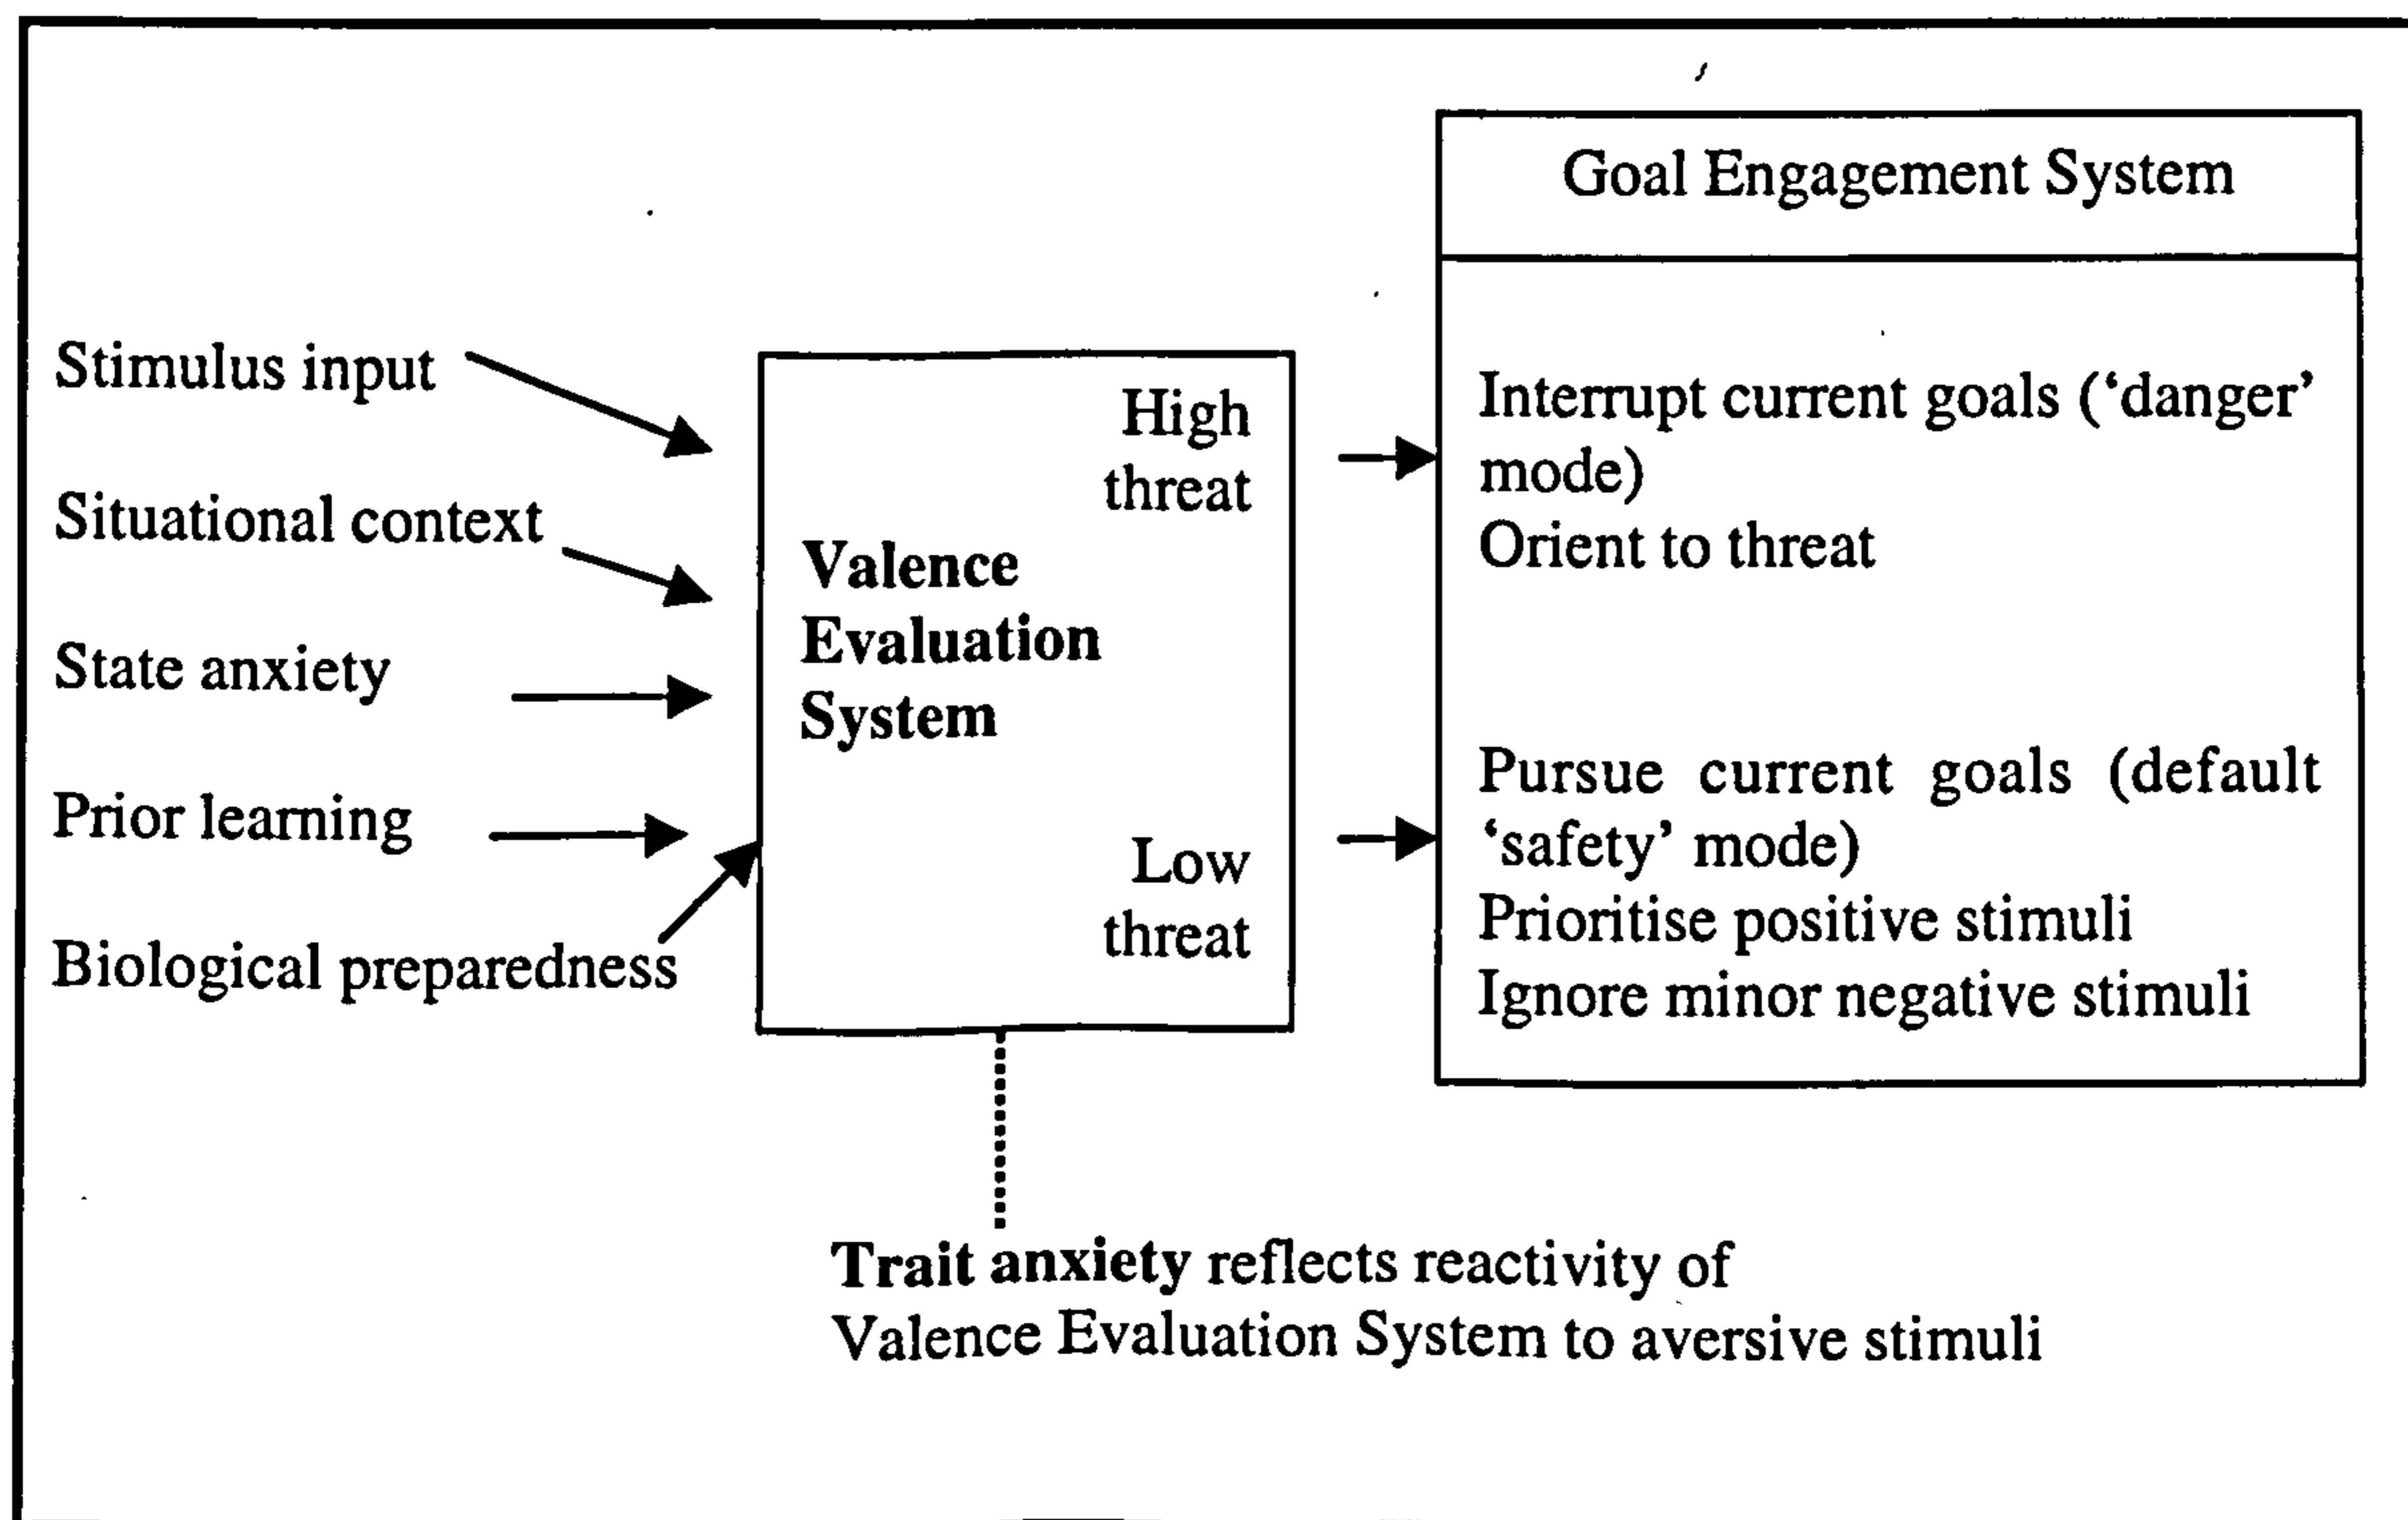 Goal Engagement System
Stimulus input
Situational context
State anxiety
Prior learning
Biological preparedness
High
threat
Valence
Evaluation
System
Low
threat
Interrupt current goals (‘danger’
mode)
Orient to threat
Pursue current goals (default
‘safety’ mode)
Prioritise positive stimuli
Ignore minor negative stimuli
Trait anxiety reflects reactivity of
Valence Evaluation System to aversive stimuli